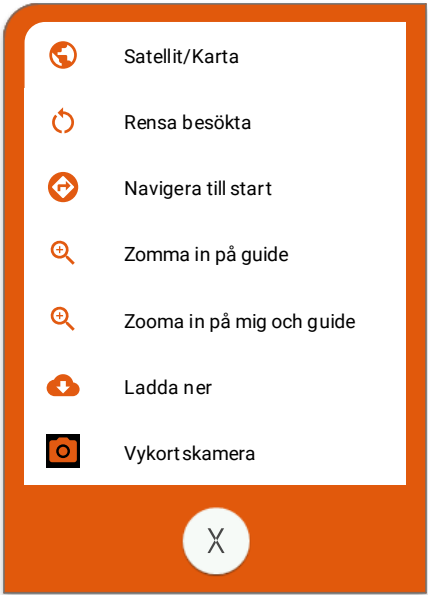 Satellit/Karta
Rensa besökta
Navigera till start
Zomma in på guide
Zooma in på mig och guide
Ladda ner
Vykortskamera
X